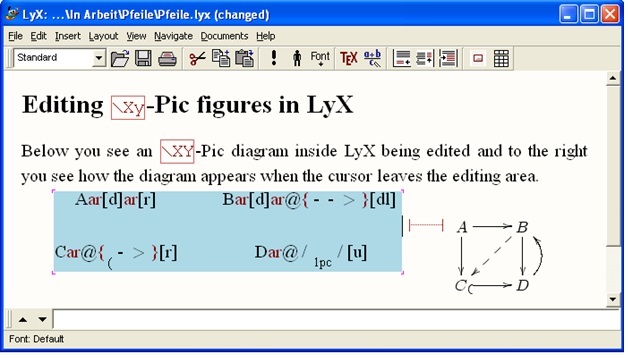 LyX: ...\In Arbeit\Pfeile\Pfeile.lyx (changed)
File Edit Insert Layout View Navigate Documents Help
Standard Font TEX a+b c
Editing \Xy-Pic figures in LyX
Below you see an \XY-Pic diagram inside LyX being edited and to the right
you see how the diagram appears when the cursor leaves the editing area.
Aar[d]ar[r] Bar[d]ar@{ - - > }[dl]
A B
Car@{ ( - > }[r] Dar@ / 1pc / [u]
C D
Font: Default